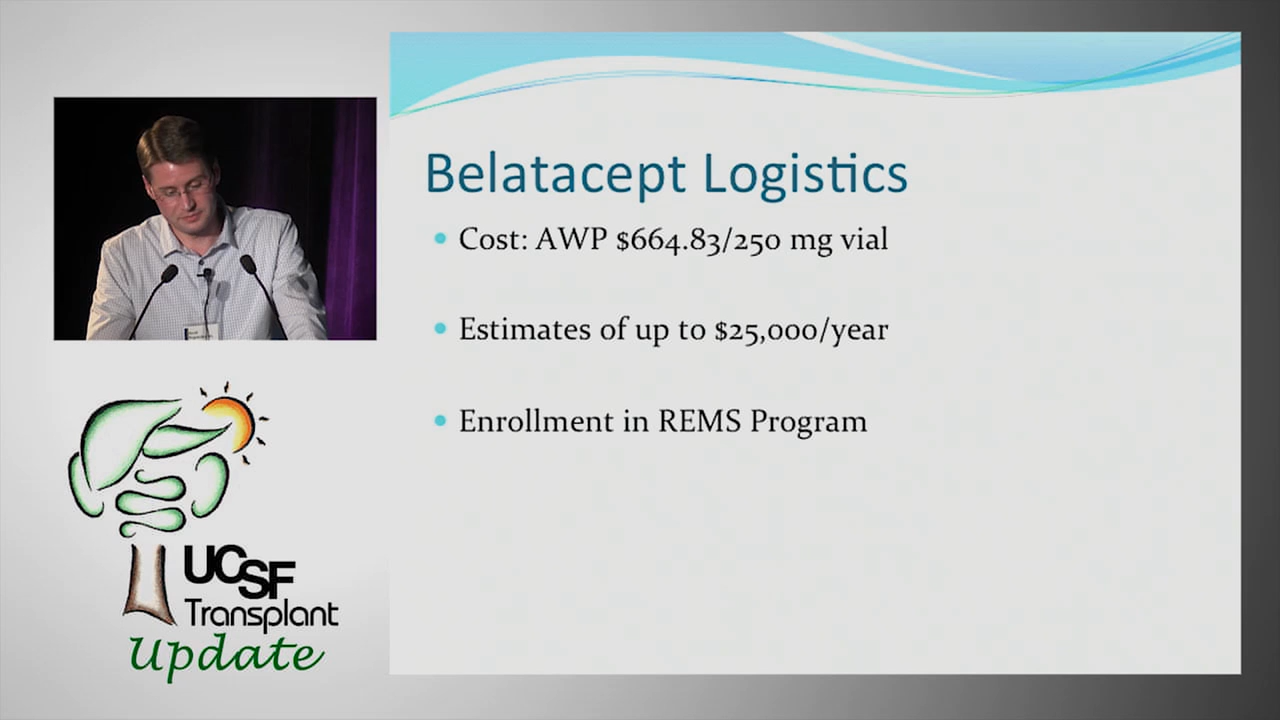 Belatacept Logistics
Cost: AWP $664.83/250 mg vial
Estimates of up to $25,000/year
Enrollment in REMS Program
UCSF
Transplant
Update